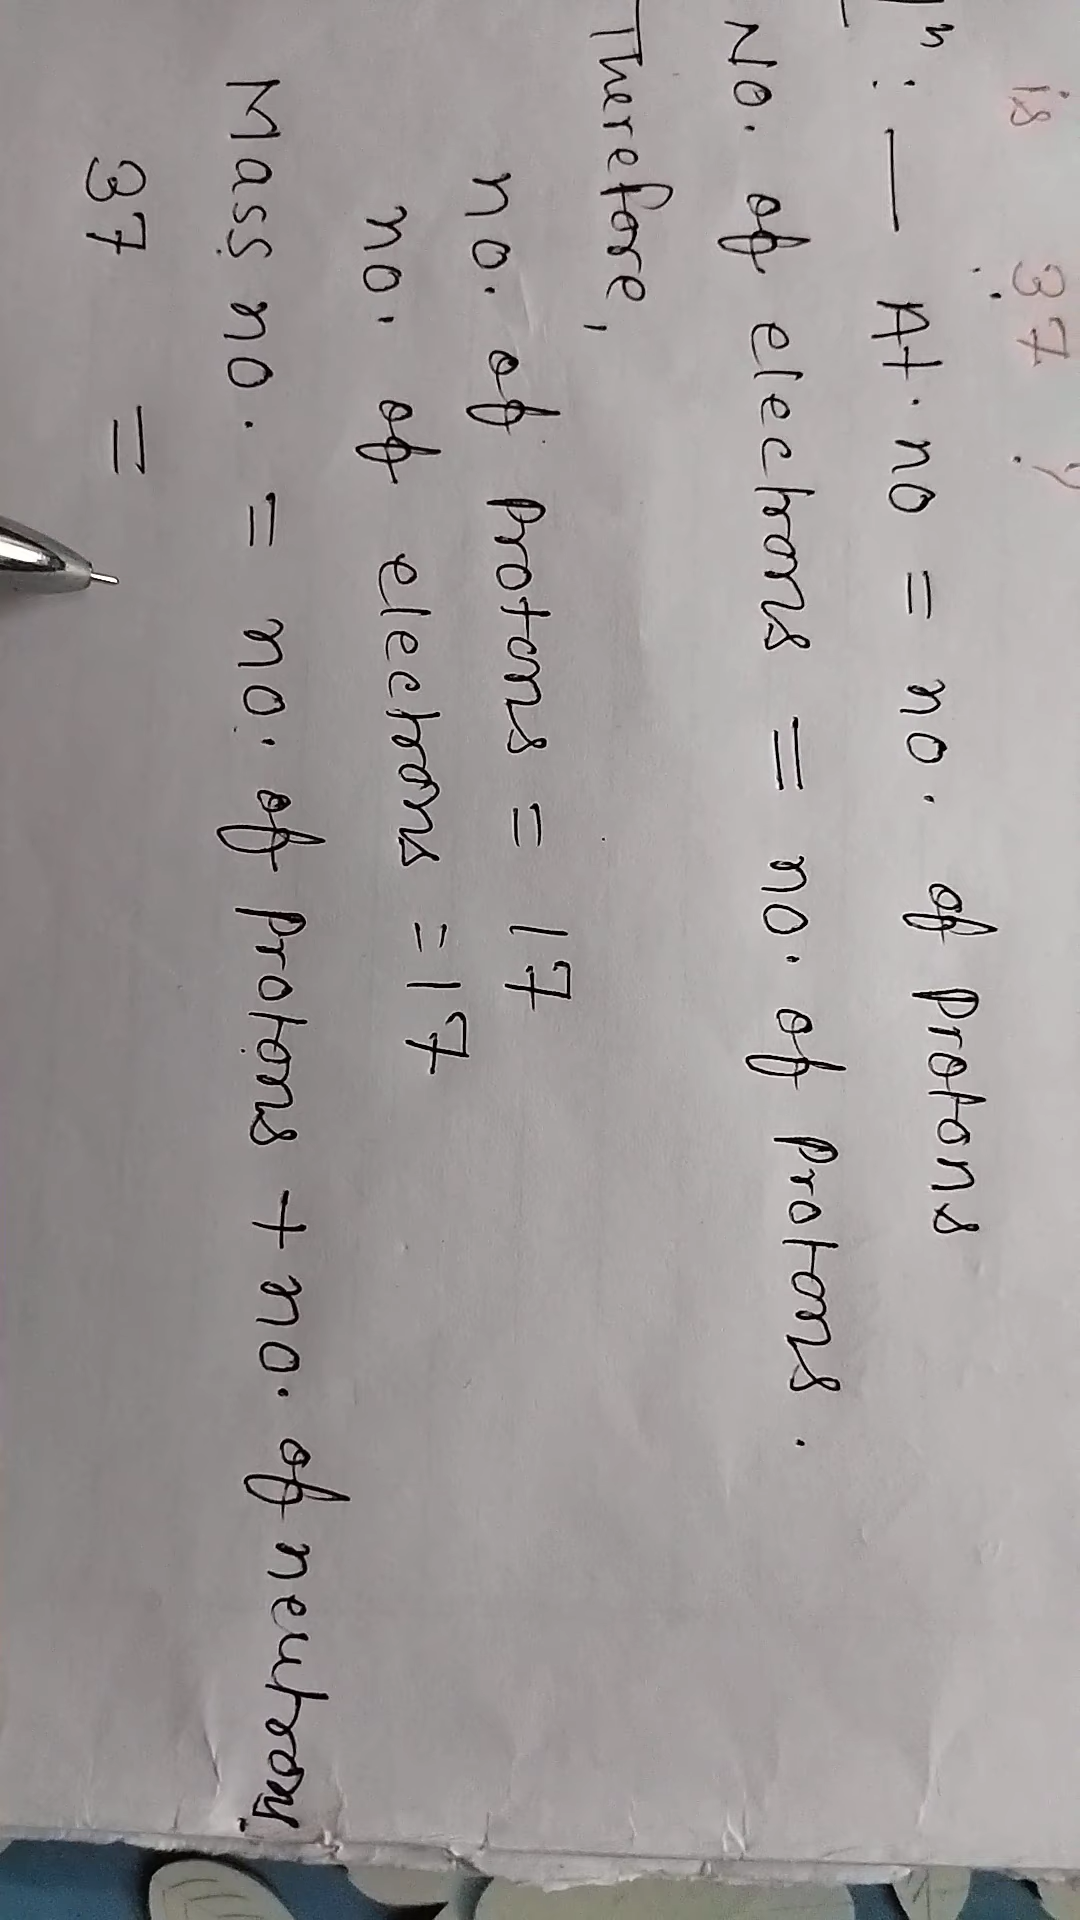 is 37 ?
n : — At. no = no. of protons
No. of electrons = no. of protons.
Therefore,
no. of protons = 17
no. of electrons = 17
Mass no. = no. of protons + no. of neutrons
37 =